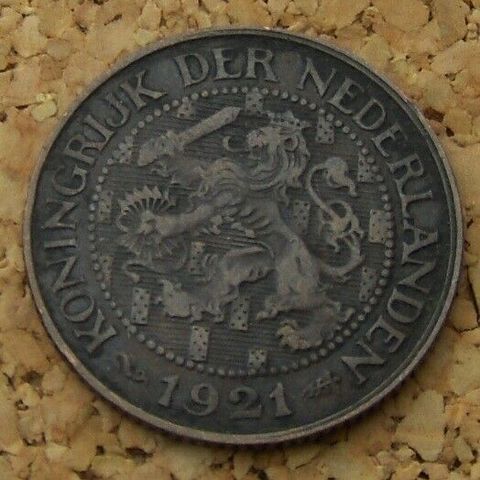 KONINGRIJK DER NEDERLANDEN
1921